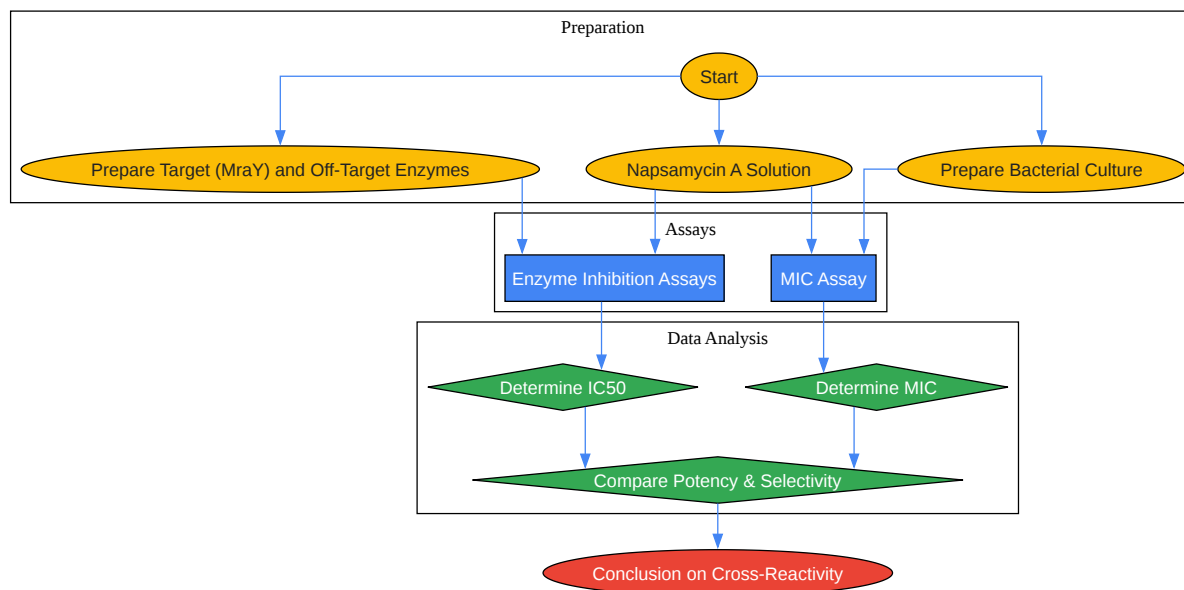 Preparation
Start
Prepare Target (MraY) and Off-Target Enzymes
Napsamycin A Solution
Prepare Bacterial Culture
Assays
Enzyme Inhibition Assays
MIC Assay
Data Analysis
Determine IC50
Determine MIC
Compare Potency & Selectivity
Conclusion on Cross-Reactivity